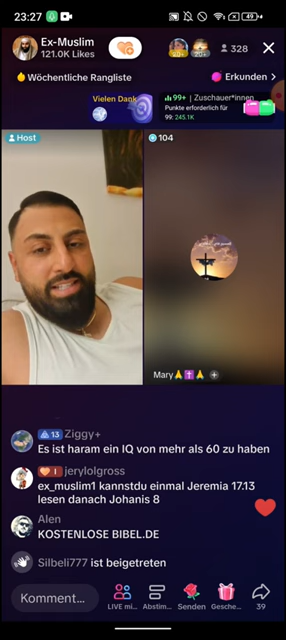 23:27
49
Ex-Muslim
121.0K Likes
328
Wöchentliche Rangliste
Erkunden >
Vielen Dank
99+ | Zuschauer*innen
Punkte erforderlich für
99: 245.1K
Host
104
Mary
13 Ziggy+
Es ist haram ein IQ von mehr als 60 zu haben
I jerylolgross
ex_muslim1 kannstdu einmal Jeremia 17.13
lesen danach Johanis 8
Alen
KOSTENLOSE BIBEL.DE
Silbeli777 ist beigetreten
Komment...
LIVE mi...
Abstim...
Senden
Gesche...
39